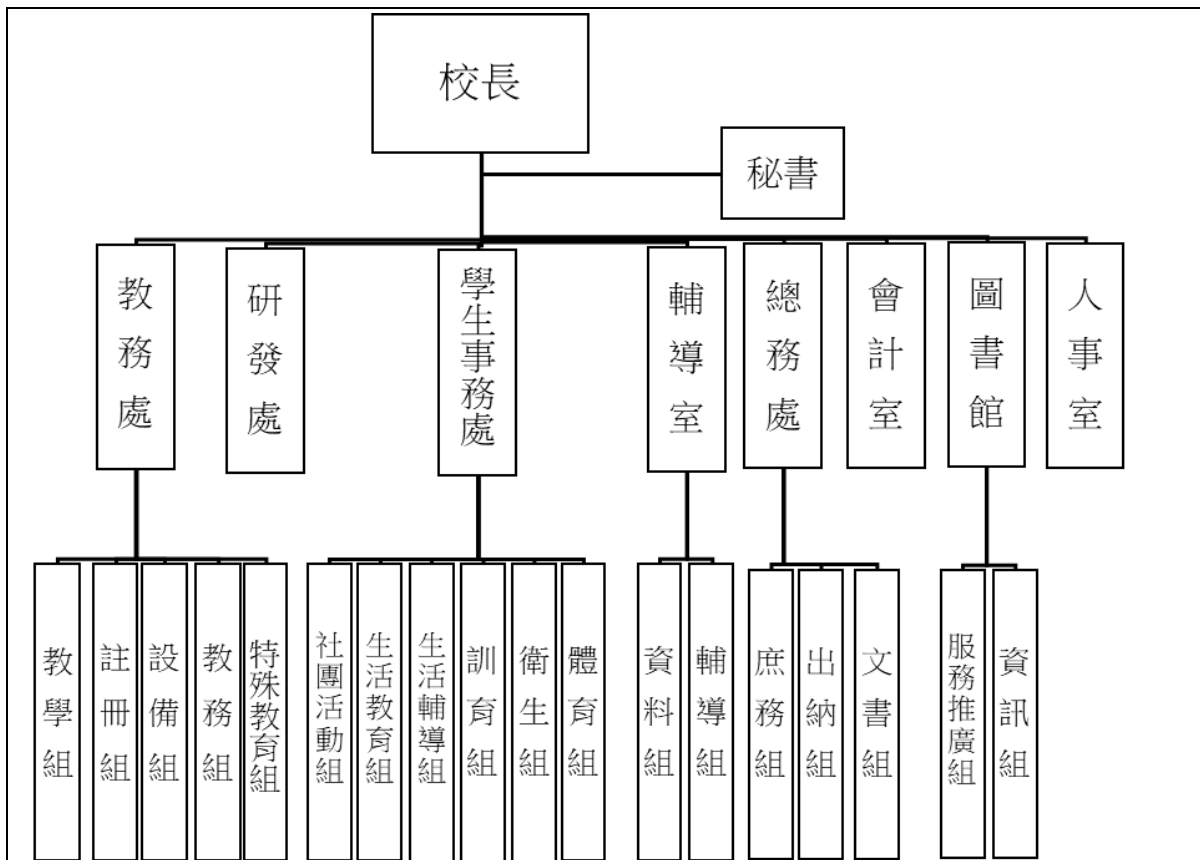 校長
秘書
教務處
研發處
學生事務處
輔導室
總務處
會計室
圖書館
人事室
教學組
註冊組
設備組
教務組
特殊教育組
社團活動組
生活教育組
生活輔導組
訓育組
衛生組
體育組
資料組
輔導組
庶務組
出納組
文書組
服務推廣組
資訊組